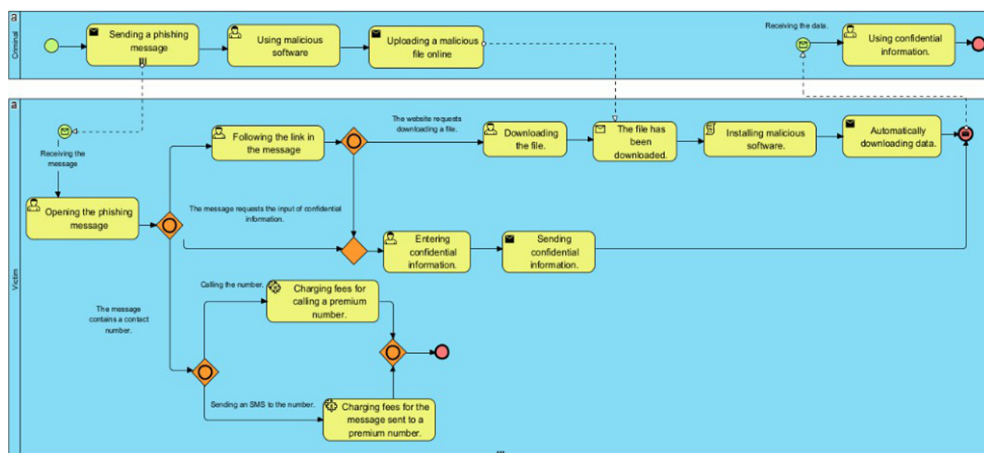 a
Criminal
Sending a phishing
message
Using malicious
software
Uploading a malicious
file online
Receiving the data.
Using confidential
information.
a
Victim
Receiving the
message
Opening the phishing
message
Following the link in
the message
The website requests
downloading a file.
Downloading
the file.
The file has
been
downloaded.
Installing malicious
software.
Automatically
downloading data.
The message requests the input of confidential
information.
Entering
confidential
information.
Sending
confidential
information.
The message
contains a contact
number.
Calling the number.
Charging fees for
calling a premium
number.
Sending an SMS to the number.
Charging fees for the
message sent to a
premium number.